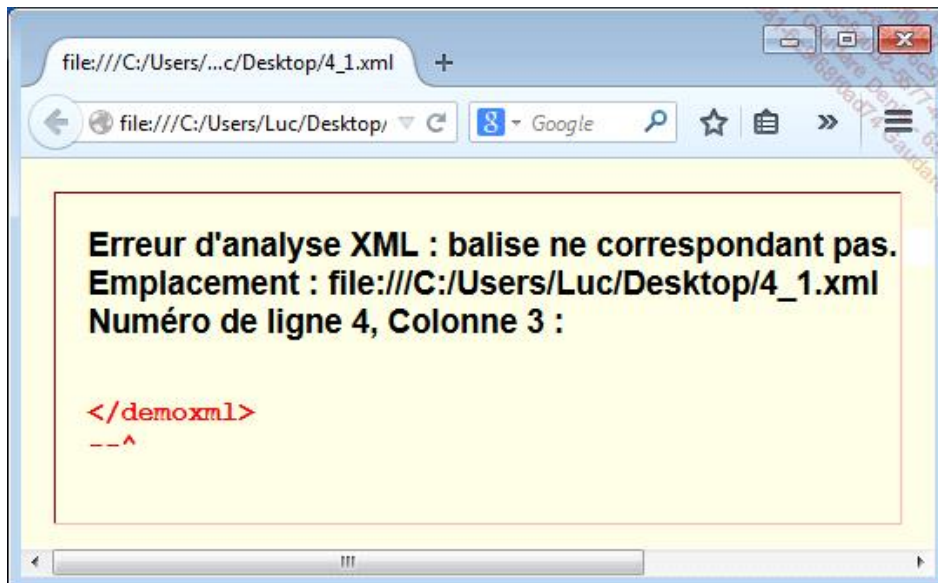 file:///C:/Users/...c/Desktop/4_1.xml
file:///C:/Users/Luc/Desktop/
Google
Erreur d'analyse XML : balise ne correspondant pas.
Emplacement : file:///C:/Users/Luc/Desktop/4_1.xml
Numéro de ligne 4, Colonne 3 :
</demoxml>
--^